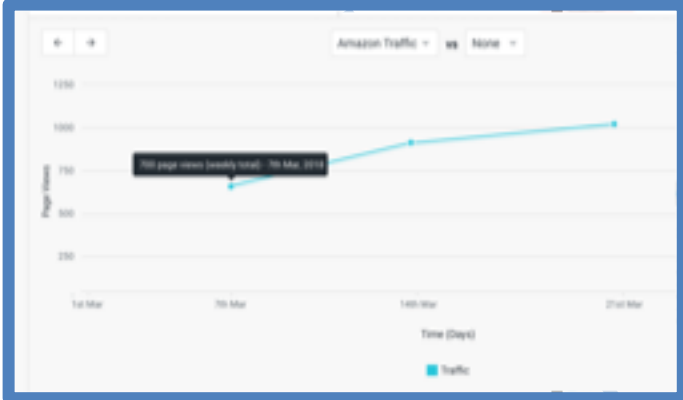 Amazon Traffic vs None
1250
1000
750
500
250
Page Views
700 page views (weekly total) - 7th Mar, 2018
1st Mar
7th Mar
14th Mar
21st Mar
Time (Days)
Traffic